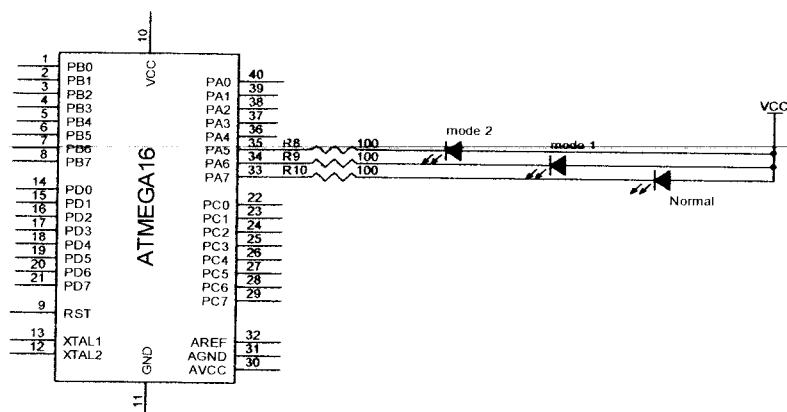 10
VCC
1 PB0
2 PB1
3 PB2
4 PB3
5 PB4
6 PB5
7 PB6
8 PB7
14 PD0
15 PD1
16 PD2
17 PD3
18 PD4
19 PD5
20 PD6
21 PD7
9 RST
13 XTAL1
12 XTAL2
ATMEGA16
GND
11
PA0 40
PA1 39
PA2 38
PA3 37
PA4 36
PA5 35 R8 100
PA6 34 R9 100
PA7 33 R10 100
PC0 22
PC1 23
PC2 24
PC3 25
PC4 26
PC5 27
PC6 28
PC7 29
AREF 32
AGND 31
AVCC 30
mode 2
mode 1
Normal
VCC